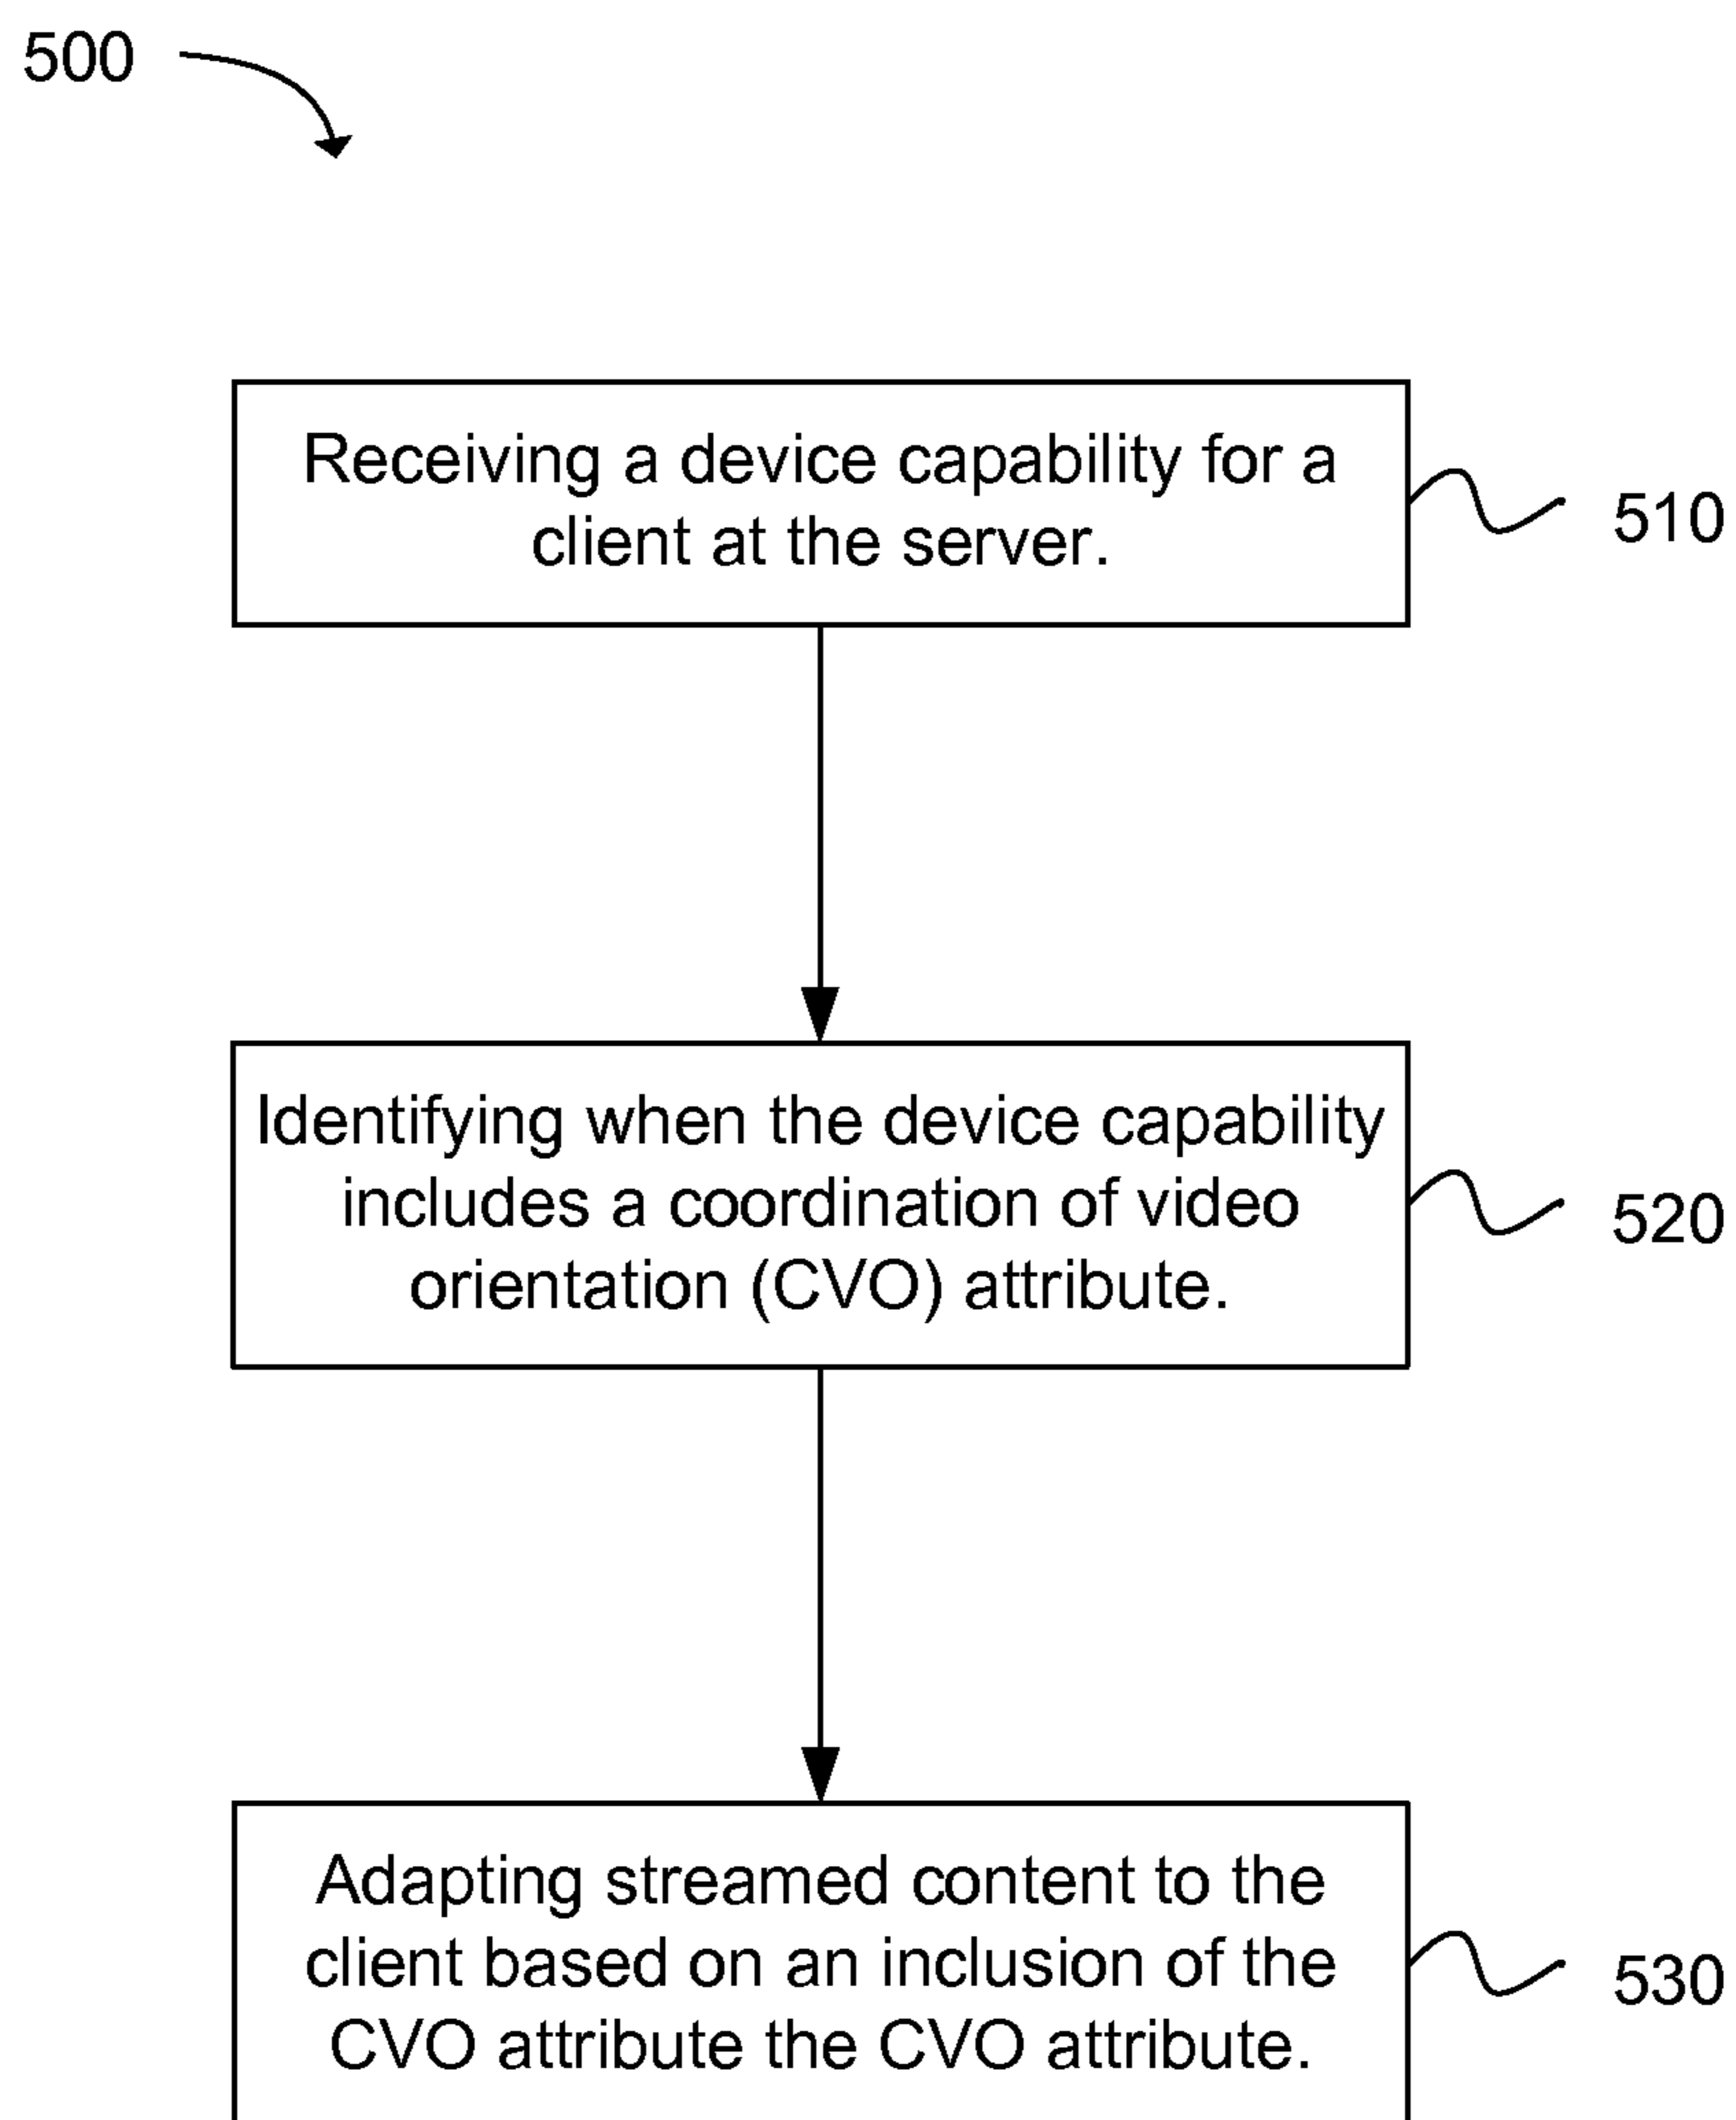 500
Receiving a device capability for a
client at the server.
510
Identifying when the device capability
includes a coordination of video
orientation (CVO) attribute.
520
Adapting streamed content to the
client based on an inclusion of the
CVO attribute the CVO attribute.
530